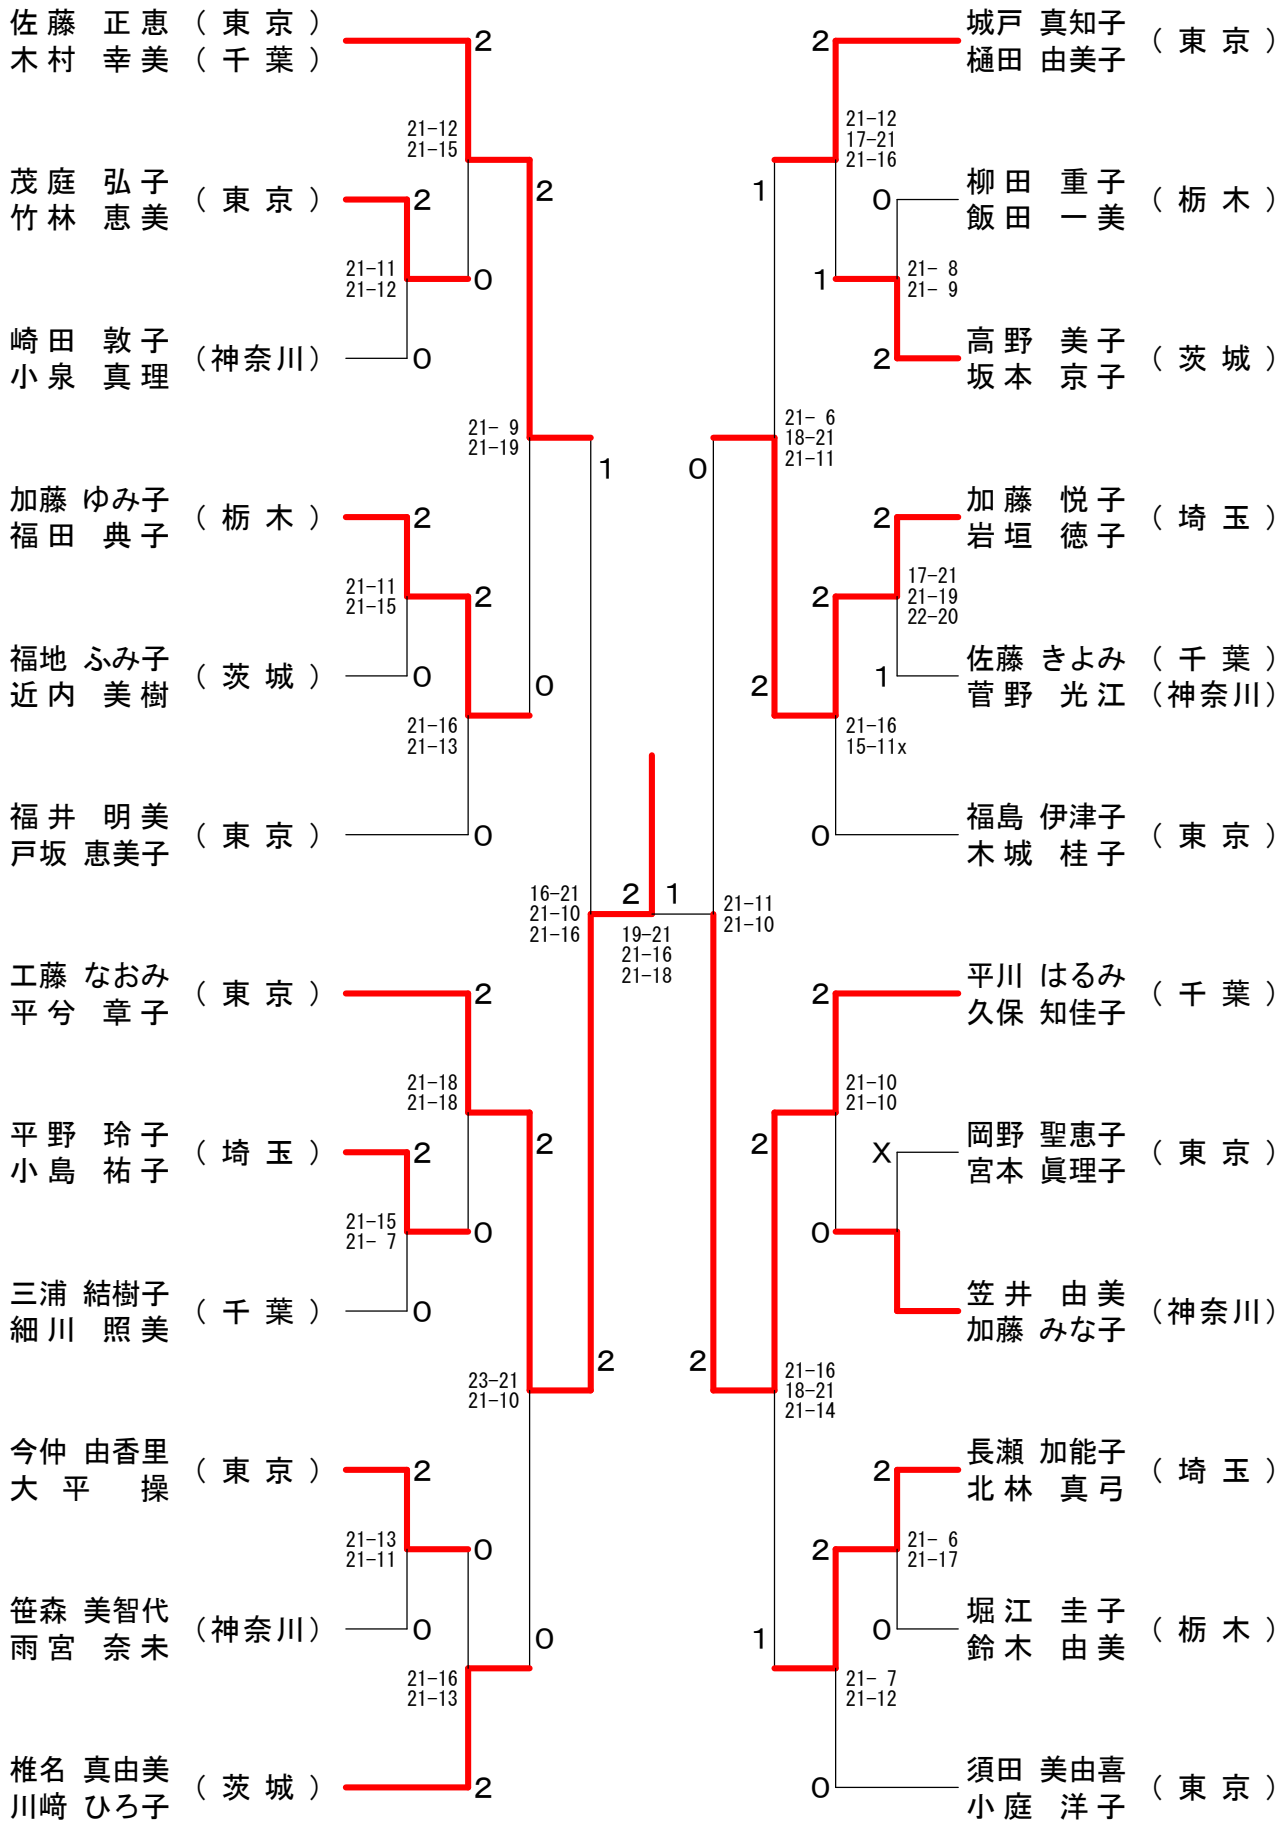 佐藤 正恵 (東京) 2
木村 幸美 (千葉)
21-12
21-15
茂庭 弘子
竹林 恵美 (東京) 2
2
21-11
21-12
0
崎田 敦子
小泉 真理 (神奈川) 0
21- 9
21-19
1
加藤 ゆみ子
福田 典子 (栃木) 2
21-11
21-15
2
福地 ふみ子
近内 美樹 (茨城) 0
0
21-16
21-13
福井 明美
戸坂 恵美子 (東京) 0
16-21
21-10
21-16
2 1
19-21
21-16
21-18
工藤 なおみ
平兮 章子 (東京) 2
21-18
21-18
平野 玲子
小島 祐子 (埼玉) 2
2
21-15
21- 7
0
三浦 結樹子
細川 照美 (千葉) 0
2
23-21
21-10
今仲 由香里
大平 操 (東京) 2
21-13
21-11
0
笹森 美智代
雨宮 奈未 (神奈川) 0
0
21-16
21-13
椎名 真由美
川﨑 ひろ子 (茨城) 2
2 城戸 真知子
樋田 由美子 (東京)
21-12
17-21
21-16
1
0 柳田 重子
飯田 一美 (栃木)
1
21- 8
21- 9
2 高野 美子
坂本 京子 (茨城)
21- 6
18-21
21-11
0
2 加藤 悦子
岩垣 徳子 (埼玉)
2
17-21
21-19
22-20
1 佐藤 きよみ (千葉)
菅野 光江 (神奈川)
2
21-16
15-11x
0 福島 伊津子
木城 桂子 (東京)
21-11
21-10
2 平川 はるみ
久保 知佳子 (千葉)
21-10
21-10
2
X 岡野 聖恵子
宮本 眞理子 (東京)
0
笠井 由美
加藤 みな子 (神奈川)
2
21-16
18-21
21-14
2 長瀬 加能子
北林 真弓 (埼玉)
2
21- 6
21-17
0 堀江 圭子
鈴木 由美 (栃木)
1
21- 7
21-12
0 須田 美由喜
小庭 洋子 (東京)